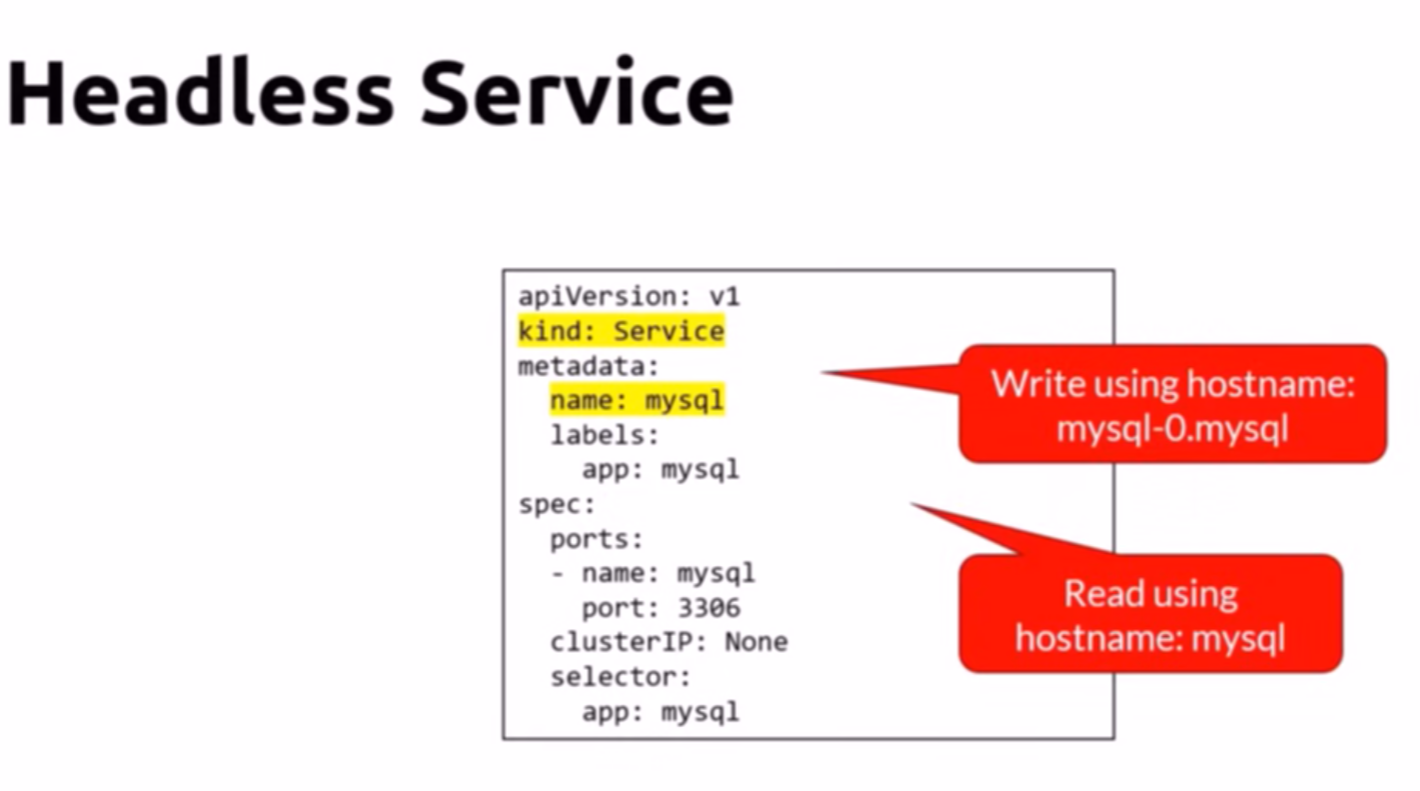 Headless Service
apiVersion: v1
kind: Service
metadata:
  name: mysql
  labels:
    app: mysql
spec:
  ports:
  - name: mysql
    port: 3306
  clusterIP: None
  selector:
    app: mysql
Write using hostname:
mysql-0.mysql
Read using
hostname: mysql